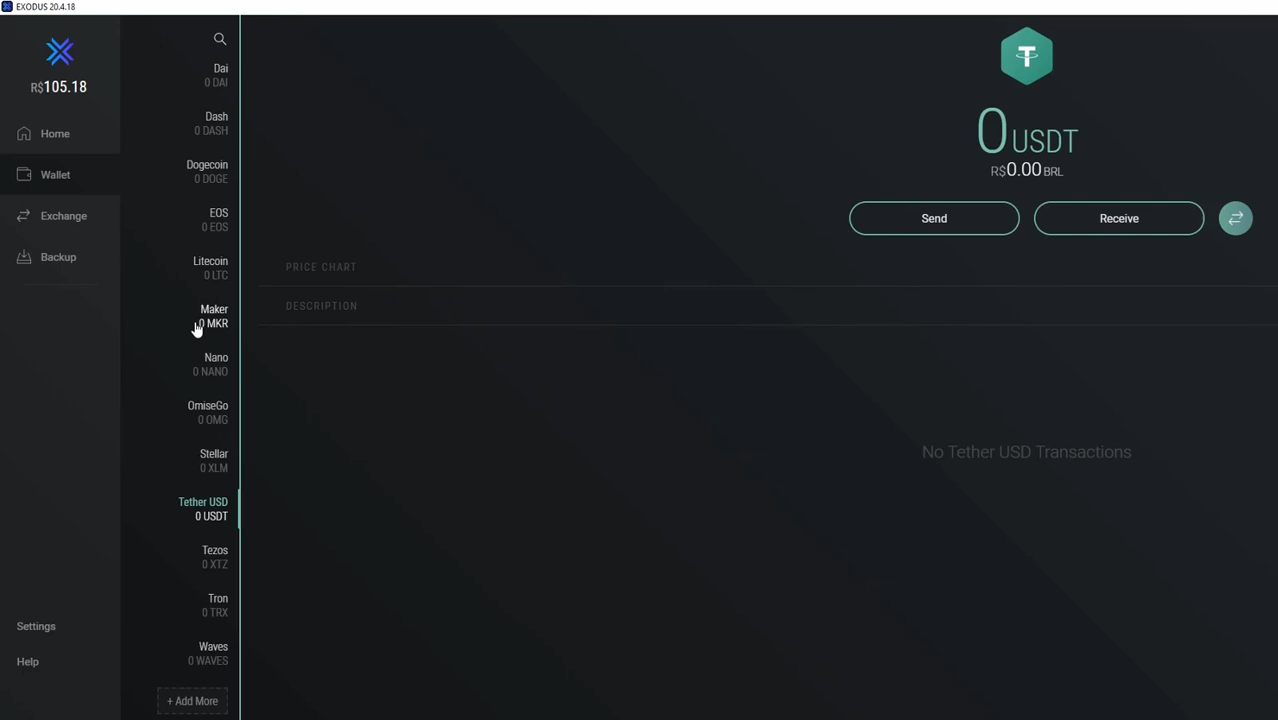 EXODUS 20.4.18
R$105.18
Home
Wallet
Exchange
Backup
Settings
Help
Dai
0 DAI
Dash
0 DASH
Dogecoin
0 DOGE
EOS
0 EOS
Litecoin
0 LTC
Maker
0 MKR
Nano
0 NANO
OmiseGo
0 OMG
Stellar
0 XLM
Tether USD
0 USDT
Tezos
0 XTZ
Tron
0 TRX
Waves
0 WAVES
+ Add More
T
0 USDT
R$0.00 BRL
Send Receive
PRICE CHART
DESCRIPTION
No Tether USD Transactions